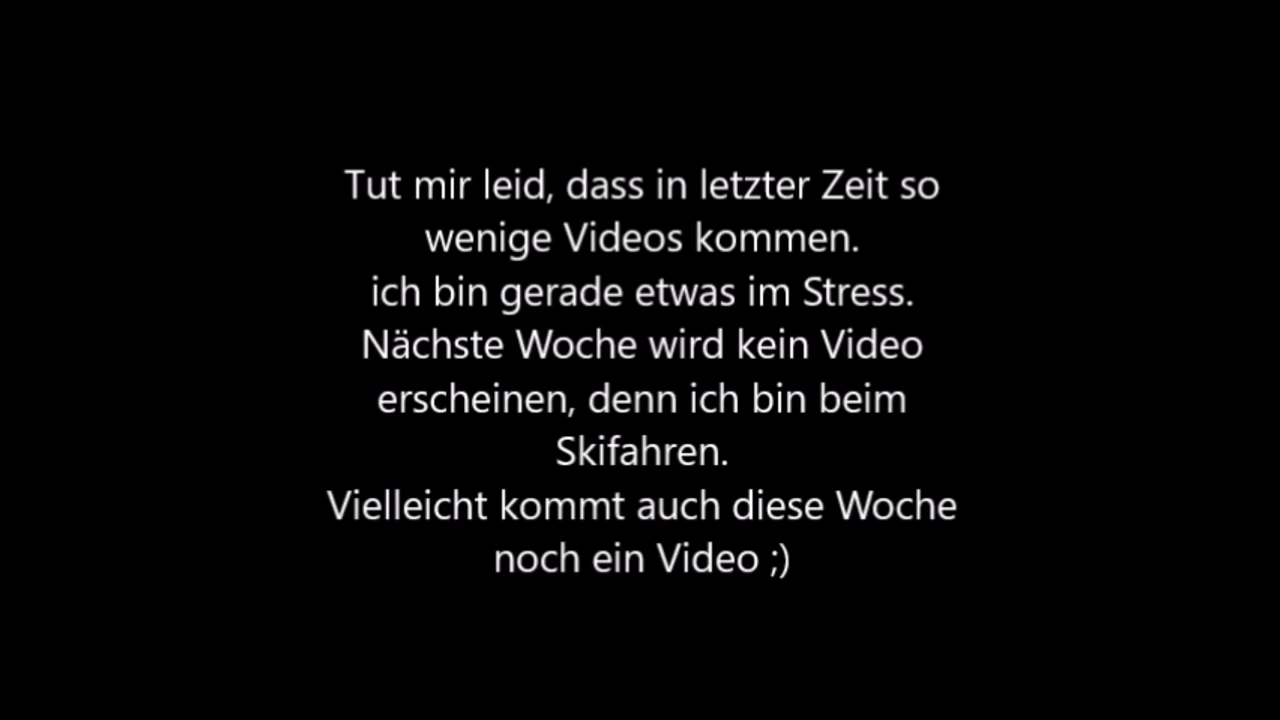 Tut mir leid, dass in letzter Zeit so
wenige Videos kommen.
ich bin gerade etwas im Stress.
Nächste Woche wird kein Video
erscheinen, denn ich bin beim
Skifahren.
Vielleicht kommt auch diese Woche
noch ein Video ;)